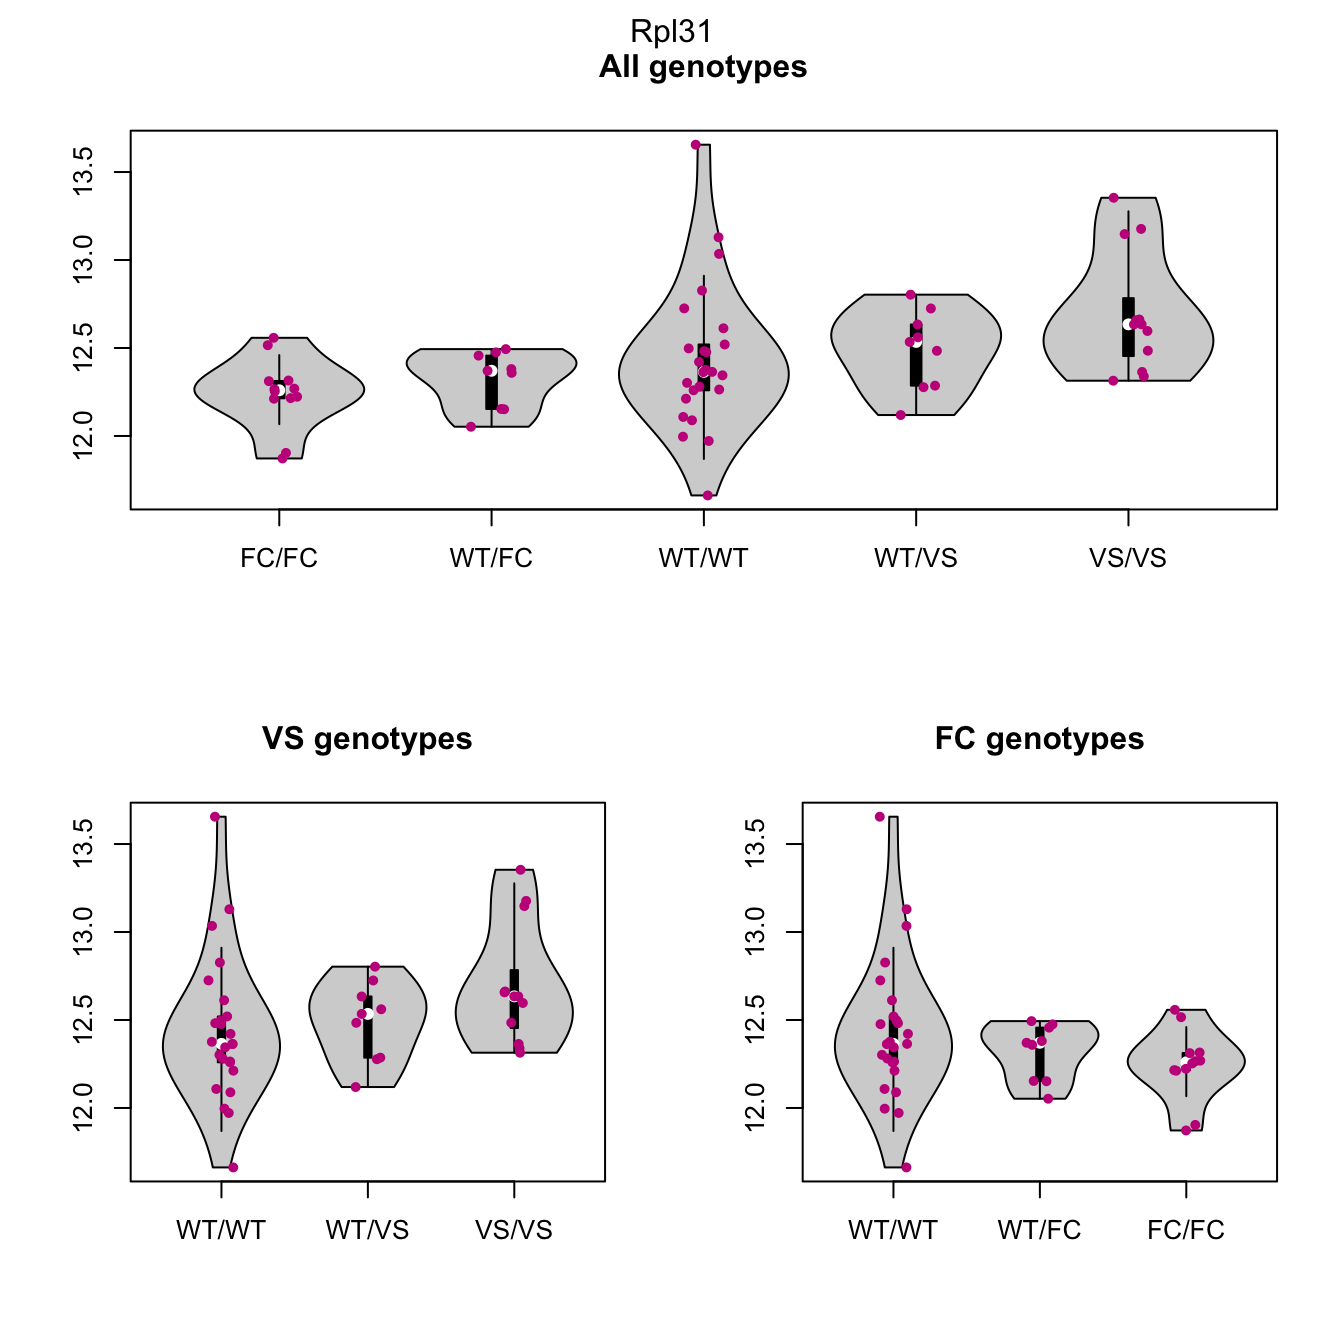 Rpl31
All genotypes
13.5
13.0
12.5
12.0
FC/FC WT/FC WT/WT WT/VS VS/VS
VS genotypes
13.5
13.0
12.5
12.0
WT/WT WT/VS VS/VS
FC genotypes
13.5
13.0
12.5
12.0
WT/WT WT/FC FC/FC